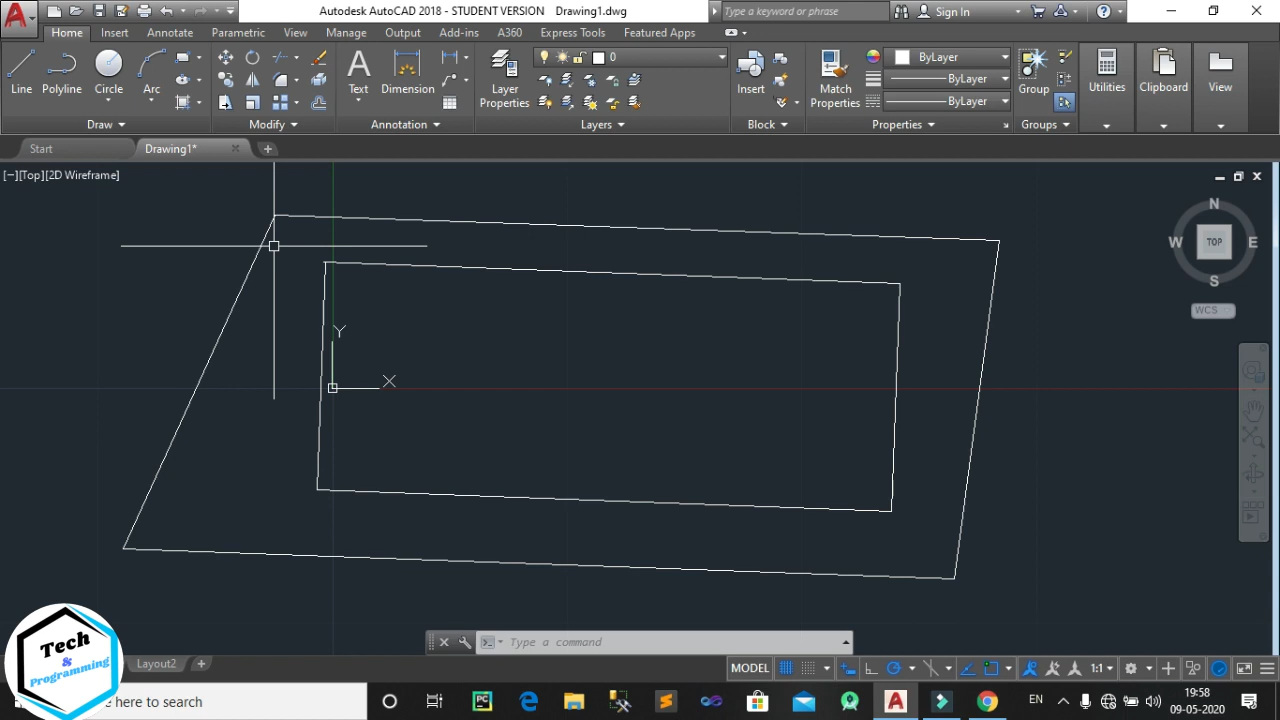 Autodesk AutoCAD 2018 - STUDENT VERSION Drawing1.dwg
Type a keyword or phrase
Sign In
Home Insert Annotate Parametric View Manage Output Add-ins A360 Express Tools Featured Apps
Line Polyline Circle Arc
Text Dimension
Layer Properties
0
Insert
Match Properties
ByLayer
ByLayer
ByLayer
Group
Utilities
Clipboard
View
Draw Modify Annotation Layers Block Properties Groups
Start Drawing1*
[−][Top][2D Wireframe]
N
W TOP E
S
WCS
Y
X
Type a command
Layout2
MODEL
1:1
Tech
&
Programming
here to search
EN
19:58
09-05-2020